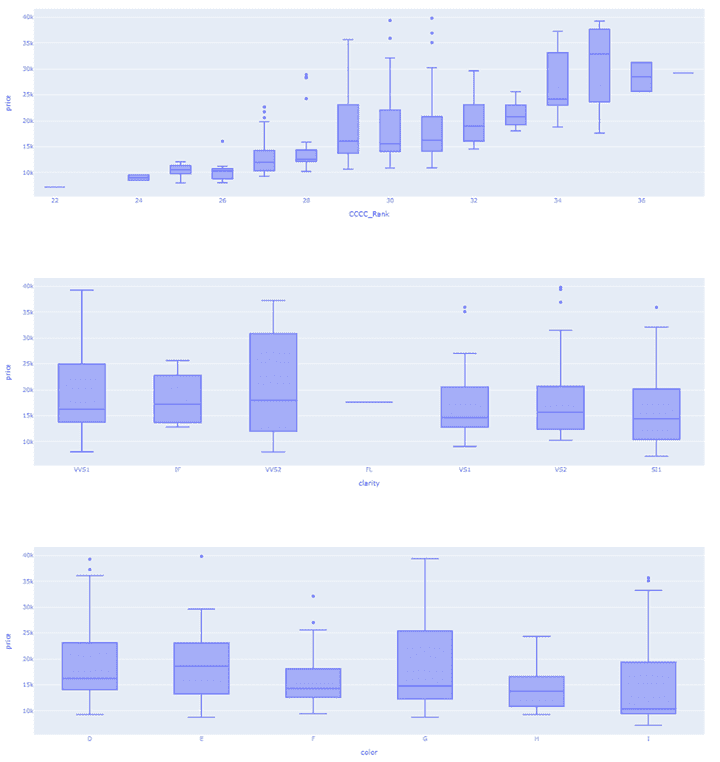 40k
35k
30k
25k
20k
15k
10k
price
22 24 26 28 30 32 34 36
CCCC_Rank
40k
35k
30k
25k
20k
15k
10k
price
VVS1 IF VVS2 FL VS1 VS2 SI1
clarity
40k
35k
30k
25k
20k
15k
10k
price
D E F G H I
color